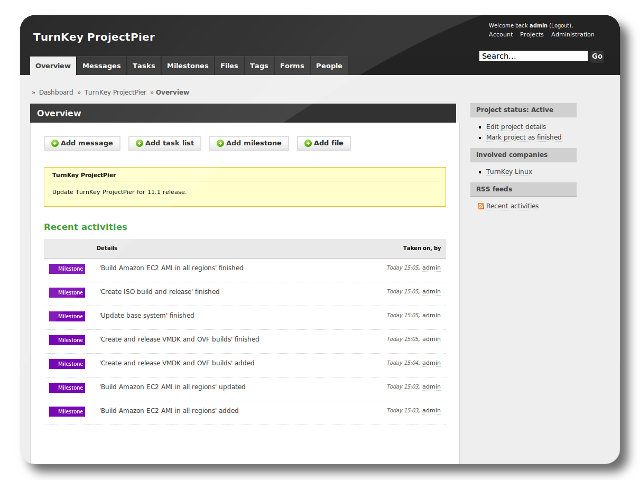 TurnKey ProjectPier
Welcome back admin (Logout).
Account Projects Administration
Search... Go
Overview Messages Tasks Milestones Files Tags Forms People
» Dashboard » TurnKey ProjectPier » Overview
Overview
Add message Add task list Add milestone Add file
TurnKey ProjectPier
Update TurnKey ProjectPier for 11.1 release.
Recent activities
Details Taken on, by
Milestone 'Build Amazon EC2 AMI in all regions' finished Today 15:05, admin
Milestone 'Create ISO build and release' finished Today 15:05, admin
Milestone 'Update base system' finished Today 15:05, admin
Milestone 'Create and release VMDK and OVF builds' finished Today 15:05, admin
Milestone 'Create and release VMDK and OVF builds' added Today 15:04, admin
Milestone 'Build Amazon EC2 AMI in all regions' updated Today 15:03, admin
Milestone 'Build Amazon EC2 AMI in all regions' added Today 15:03, admin
Project status: Active
Edit project details
Mark project as finished
Involved companies
TurnKey Linux
RSS feeds
Recent activities